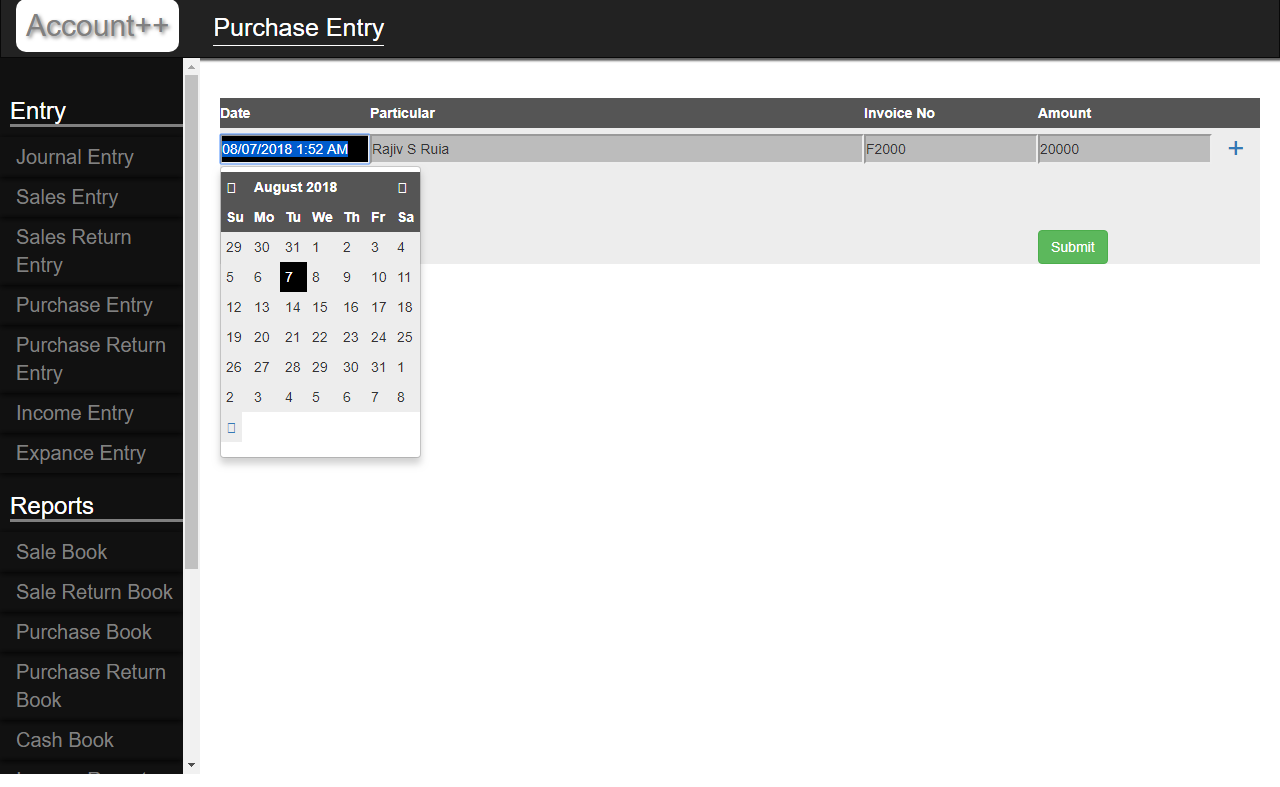 Account++
Purchase Entry
Entry
Journal Entry
Sales Entry
Sales Return
Entry
Purchase Entry
Purchase Return
Entry
Income Entry
Expance Entry
Reports
Sale Book
Sale Return Book
Purchase Book
Purchase Return
Book
Cash Book
Date Particular Invoice No Amount
08/07/2018 1:52 AM Rajiv S Ruia F2000 20000 +
August 2018
Su Mo Tu We Th Fr Sa
29 30 31 1 2 3 4
5 6 7 8 9 10 11
12 13 14 15 16 17 18
19 20 21 22 23 24 25
26 27 28 29 30 31 1
2 3 4 5 6 7 8
Submit